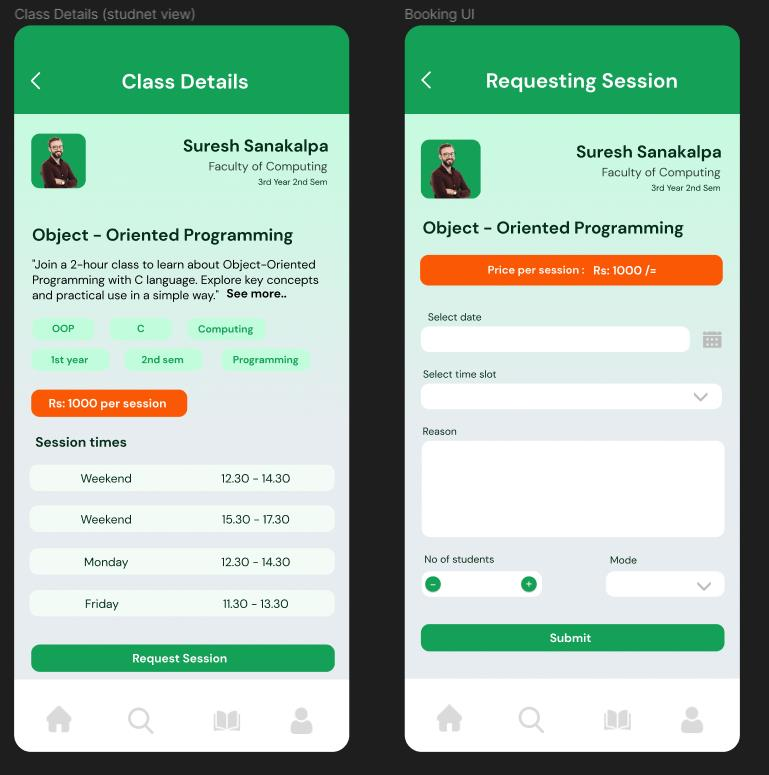 Class Details (studnet view)
Class Details
Suresh Sanakalpa
Faculty of Computing
3rd Year 2nd Sem
Object - Oriented Programming
"Join a 2-hour class to learn about Object-Oriented
Programming with C language. Explore key concepts
and practical use in a simple way." See more..
OOP C Computing
1st year 2nd sem Programming
Rs: 1000 per session
Session times
Weekend 12.30 - 14.30
Weekend 15.30 - 17.30
Monday 12.30 - 14.30
Friday 11.30 - 13.30
Request Session
Booking UI
Requesting Session
Suresh Sanakalpa
Faculty of Computing
3rd Year 2nd Sem
Object - Oriented Programming
Price per session : Rs: 1000 /=
Select date
Select time slot
Reason
No of students Mode
- +
Submit